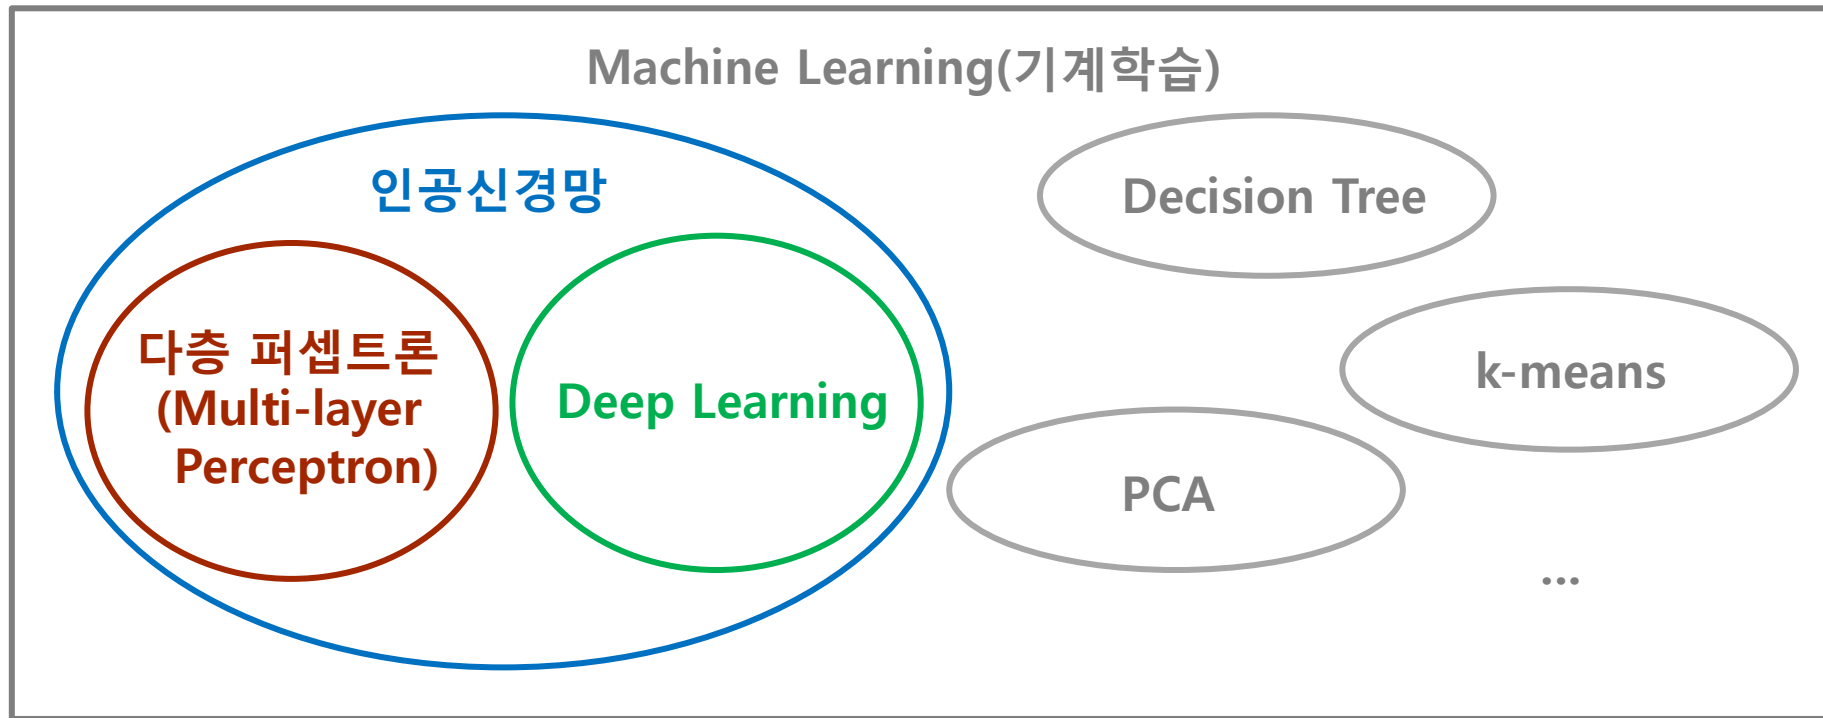 Machine Learning(기계학습)
인공신경망
다층 퍼셉트론
(Multi-layer
Perceptron)
Deep Learning
Decision Tree
k-means
PCA
...